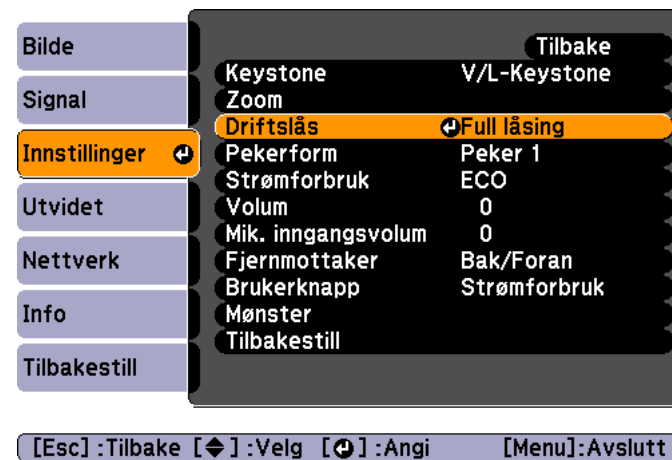 Bilde
Signal
Innstillinger
Utvidet
Nettverk
Info
Tilbakestill
Tilbake
Keystone V/L-Keystone
Zoom
Driftslås Full låsing
Pekerform Peker 1
Strømforbruk ECO
Volum 0
Mik. inngangsvolum 0
Fjernmottaker Bak/Foran
Brukerknapp Strømforbruk
Mønster
Tilbakestill
[Esc] :Tilbake [◆] :Velg [⏎] :Angi [Menu]:Avslutt